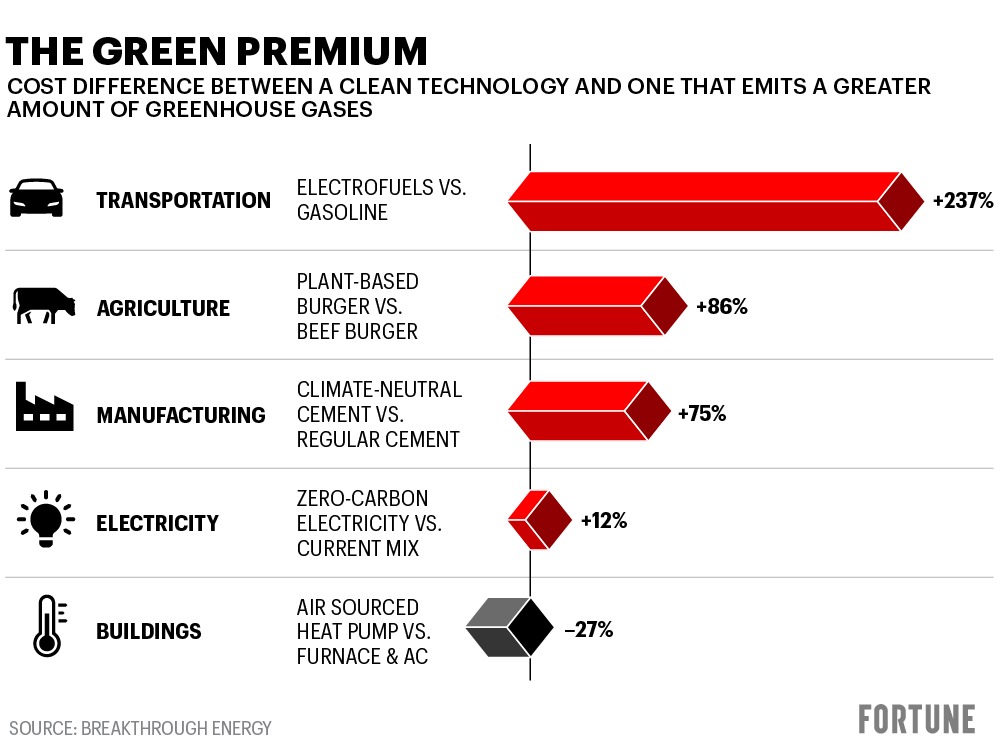 THE GREEN PREMIUM
COST DIFFERENCE BETWEEN A CLEAN TECHNOLOGY AND ONE THAT EMITS A GREATER
AMOUNT OF GREENHOUSE GASES
TRANSPORTATION
ELECTROFUELS VS.
GASOLINE
+237%
AGRICULTURE
PLANT-BASED
BURGER VS.
BEEF BURGER
+86%
MANUFACTURING
CLIMATE-NEUTRAL
CEMENT VS.
REGULAR CEMENT
+75%
ELECTRICITY
ZERO-CARBON
ELECTRICITY VS.
CURRENT MIX
+12%
BUILDINGS
AIR SOURCED
HEAT PUMP VS.
FURNACE & AC
–27%
SOURCE: BREAKTHROUGH ENERGY
FORTUNE